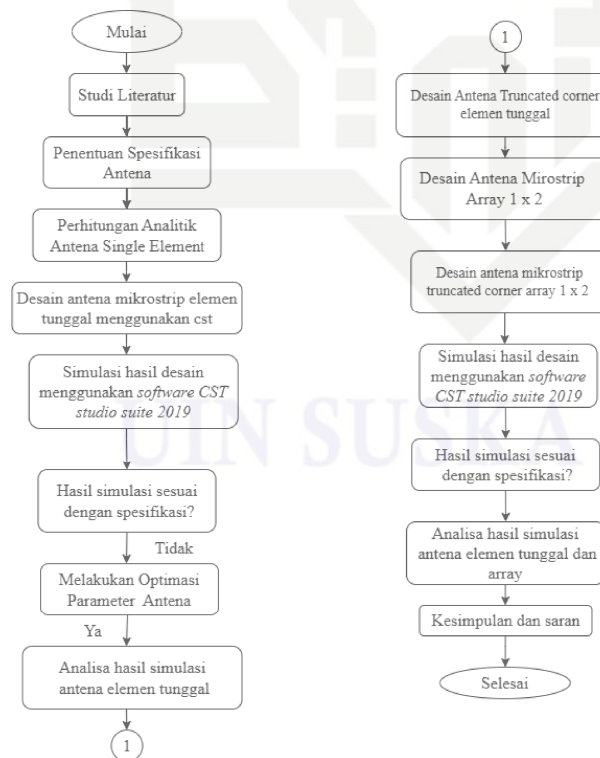 Mulai
Studi Literatur
Penentuan Spesifikasi
Antena
Perhitungan Analitik
Antena Single Element
Desain antena mikrostrip elemen
tunggal menggunakan cst
Simulasi hasil desain
menggunakan software CST
studio suite 2019
Hasil simulasi sesuai
dengan spesifikasi?
Tidak
Melakukan Optimasi
Parameter Antena
Ya
Analisa hasil simulasi
antena elemen tunggal
1
1
Desain Antena Truncated corner
elemen tunggal
Desain Antena Mirostrip
Array 1 x 2
Desain antena mikrostrip
truncated corner array 1 x 2
Simulasi hasil desain
menggunakan software
CST studio suite 2019
Hasil simulasi sesuai
dengan spesifikasi?
Analisa hasil simulasi
antena elemen tunggal dan
array
Kesimpulan dan saran
Selesai
UIN SUSKA